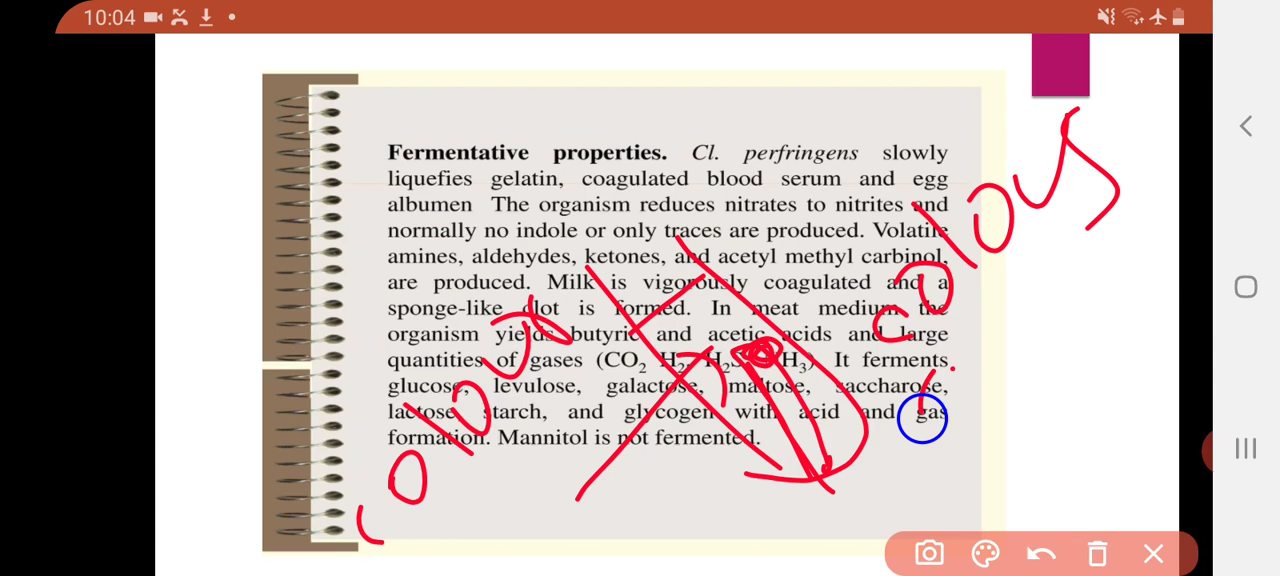 10:04
Fermentative properties. Cl. perfringens slowly
liquefies gelatin, coagulated blood serum and egg
albumen The organism reduces nitrates to nitrites and
normally no indole or only traces are produced. Volatile
amines, aldehydes, ketones, and acetyl methyl carbinol,
are produced. Milk is vigorously coagulated and a
sponge-like clot is formed. In meat medium the
organism yields butyric and acetic acids and large
quantities of gases (CO2 H2, H2S, H3). It ferments
glucose, levulose, galactose, maltose, saccharose,
lactose, starch, and glycogen with acid and gas
formation. Mannitol is not fermented.